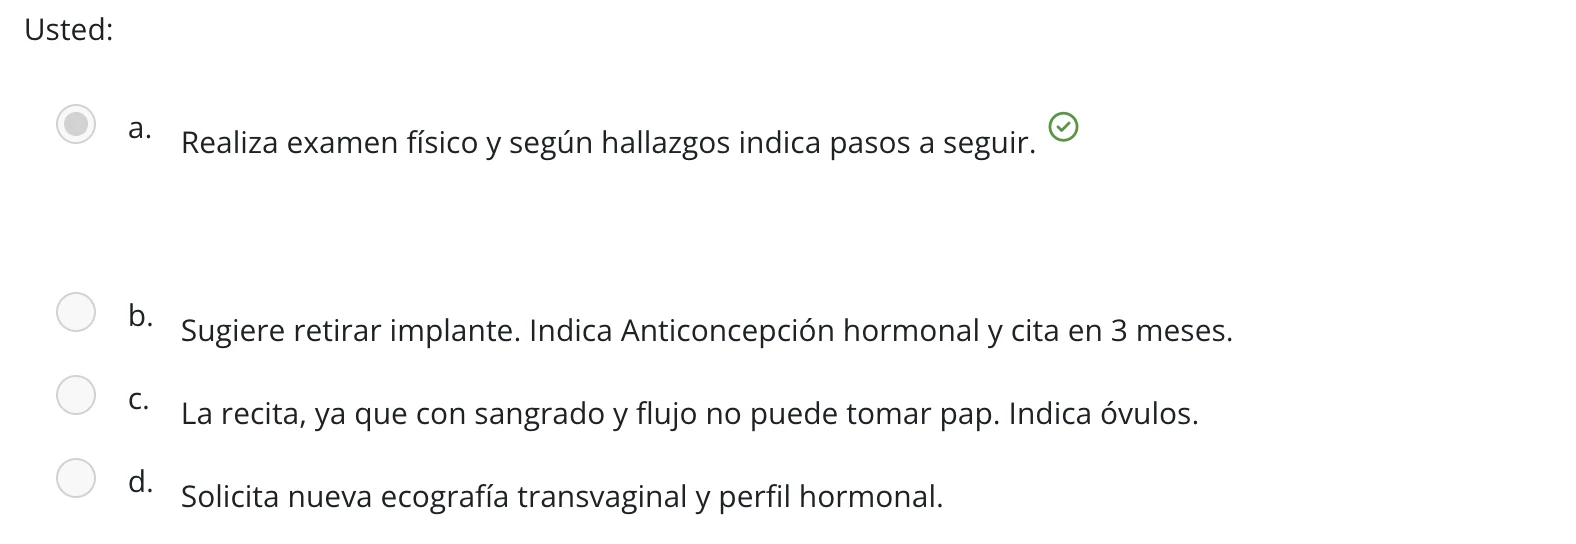 Usted:
a. Realiza examen físico y según hallazgos indica pasos a seguir.
b. Sugiere retirar implante. Indica Anticoncepción hormonal y cita en 3 meses.
c. La recita, ya que con sangrado y flujo no puede tomar pap. Indica óvulos.
d. Solicita nueva ecografía transvaginal y perfil hormonal.